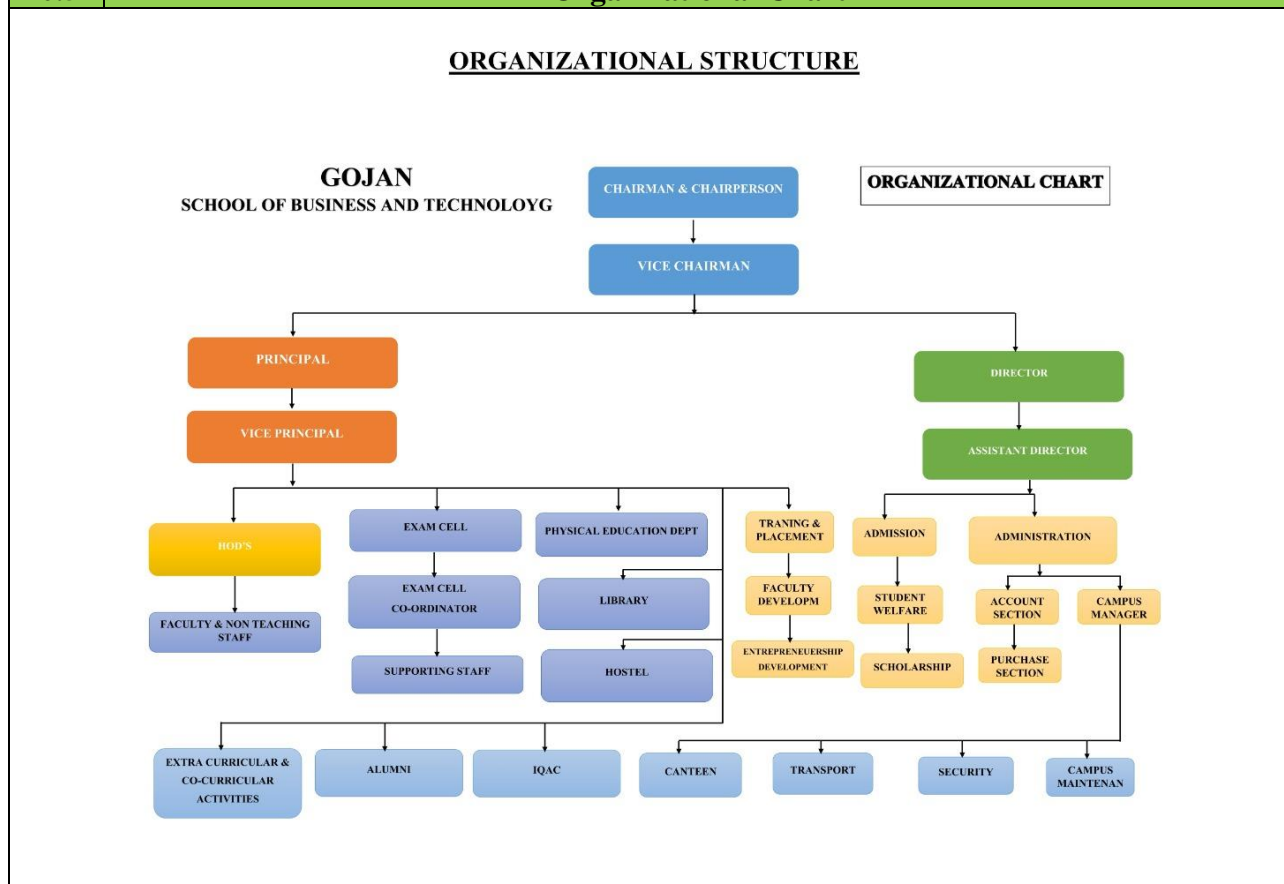 ORGANIZATIONAL STRUCTURE
GOJAN
SCHOOL OF BUSINESS AND TECHNOLOYG
CHAIRMAN & CHAIRPERSON
ORGANIZATIONAL CHART
VICE CHAIRMAN
PRINCIPAL
DIRECTOR
VICE PRINCIPAL
ASSISTANT DIRECTOR
HOD'S
EXAM CELL
PHYSICAL EDUCATION DEPT
TRANING &
PLACEMENT
ADMISSION
ADMINISTRATION
FACULTY & NON TEACHING
STAFF
EXAM CELL
CO-ORDINATOR
LIBRARY
FACULTY
DEVELOPM
STUDENT
WELFARE
ACCOUNT
SECTION
CAMPUS
MANAGER
SUPPORTING STAFF
HOSTEL
ENTREPRENEUERSHIP
DEVELOPMENT
SCHOLARSHIP
PURCHASE
SECTION
EXTRA CURRICULAR &
CO-CURRICULAR
ACTIVITIES
ALUMNI
IQAC
CANTEEN
TRANSPORT
SECURITY
CAMPUS
MAINTENAN